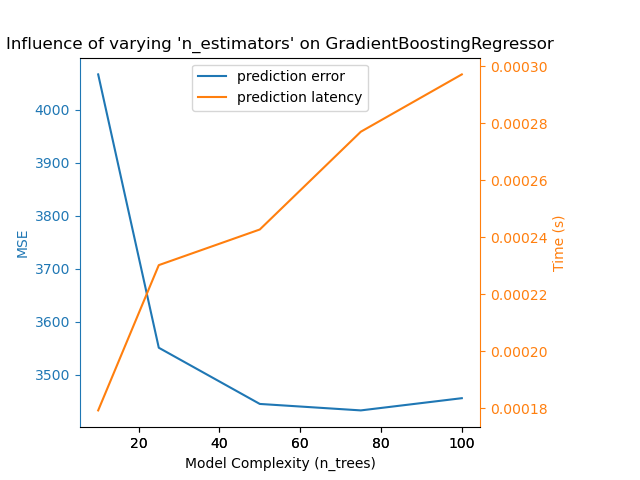 Influence of varying 'n_estimators' on GradientBoostingRegressor
prediction error
prediction latency
MSE
4000
3900
3800
3700
3600
3500
0.00030
0.00028
0.00026
0.00024
0.00022
0.00020
0.00018
Time (s)
20 40 60 80 100
Model Complexity (n_trees)